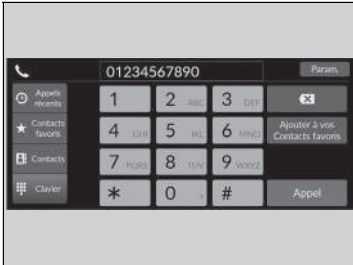 01234567890
Param.
Appels
récents
Contacts
favoris
Contacts
Clavier
1
2 ABC
3 DEF
4 GHI
5 JKL
6 MNO
7 PQRS
8 TUV
9 WXYZ
*
0 +
#
Ajouter à vos
Contacts favoris
Appel